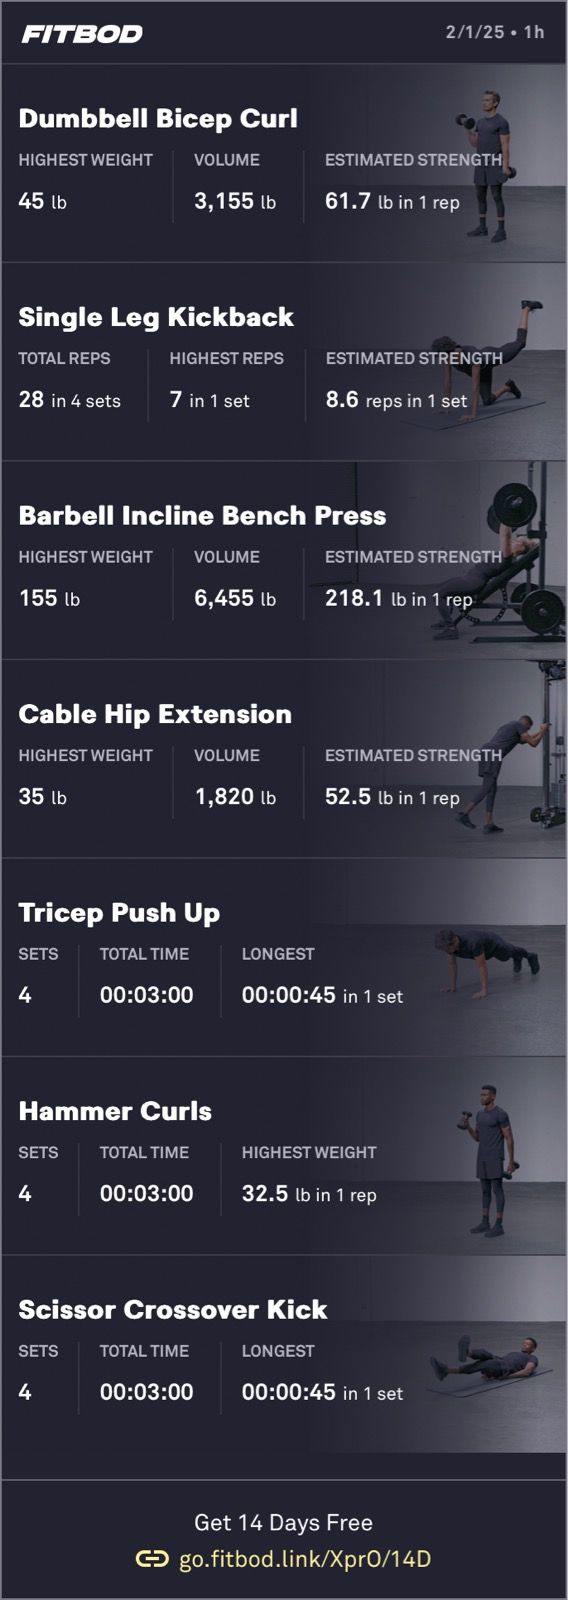 FITBOD
2/1/25 • 1h
Dumbbell Bicep Curl
HIGHEST WEIGHT VOLUME ESTIMATED STRENGTH
45 lb 3,155 lb 61.7 lb in 1 rep
Single Leg Kickback
TOTAL REPS HIGHEST REPS ESTIMATED STRENGTH
28 in 4 sets 7 in 1 set 8.6 reps in 1 set
Barbell Incline Bench Press
HIGHEST WEIGHT VOLUME ESTIMATED STRENGTH
155 lb 6,455 lb 218.1 lb in 1 rep
Cable Hip Extension
HIGHEST WEIGHT VOLUME ESTIMATED STRENGTH
35 lb 1,820 lb 52.5 lb in 1 rep
Tricep Push Up
SETS TOTAL TIME LONGEST
4 00:03:00 00:00:45 in 1 set
Hammer Curls
SETS TOTAL TIME HIGHEST WEIGHT
4 00:03:00 32.5 lb in 1 rep
Scissor Crossover Kick
SETS TOTAL TIME LONGEST
4 00:03:00 00:00:45 in 1 set
Get 14 Days Free
go.fitbod.link/XprO/14D